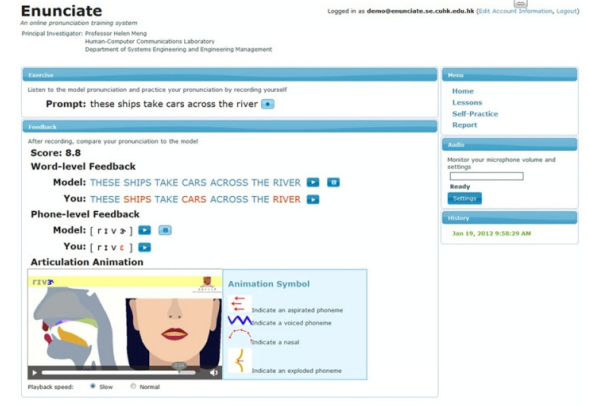 Enunciate
An online pronunciation training system
Principal Investigator: Professor Helen Meng
Human-Computer Communications Laboratory
Department of Systems Engineering and Engineering Management
Logged in as demo@enunciate.se.cuhk.edu.hk (Edit Account Information, Logout)
Exercise
Listen to the model pronunciation and practice your pronunciation by recording yourself
Prompt: these ships take cars across the river
Feedback
After recording, compare your pronunciation to the model
Score: 8.8
Word-level Feedback
Model: THESE SHIPS TAKE CARS ACROSS THE RIVER
You: THESE SHIPS TAKE CARS ACROSS THE RIVER
Phone-level Feedback
Model: [ r ɪ v ɝ ]
You: [ r ɪ v ɛ ]
Articulation Animation
rɪvɝ
Animation Symbol
Indicate an aspirated phoneme
Indicate a voiced phoneme
Indicate a nasal
Indicate an exploded phoneme
Playback speed: Slow Normal
Menu
Home
Lessons
Self-Practice
Report
Audio
Monitor your microphone volume and
settings
Ready
Settings
History
Jan 19, 2012 9:58:29 AM